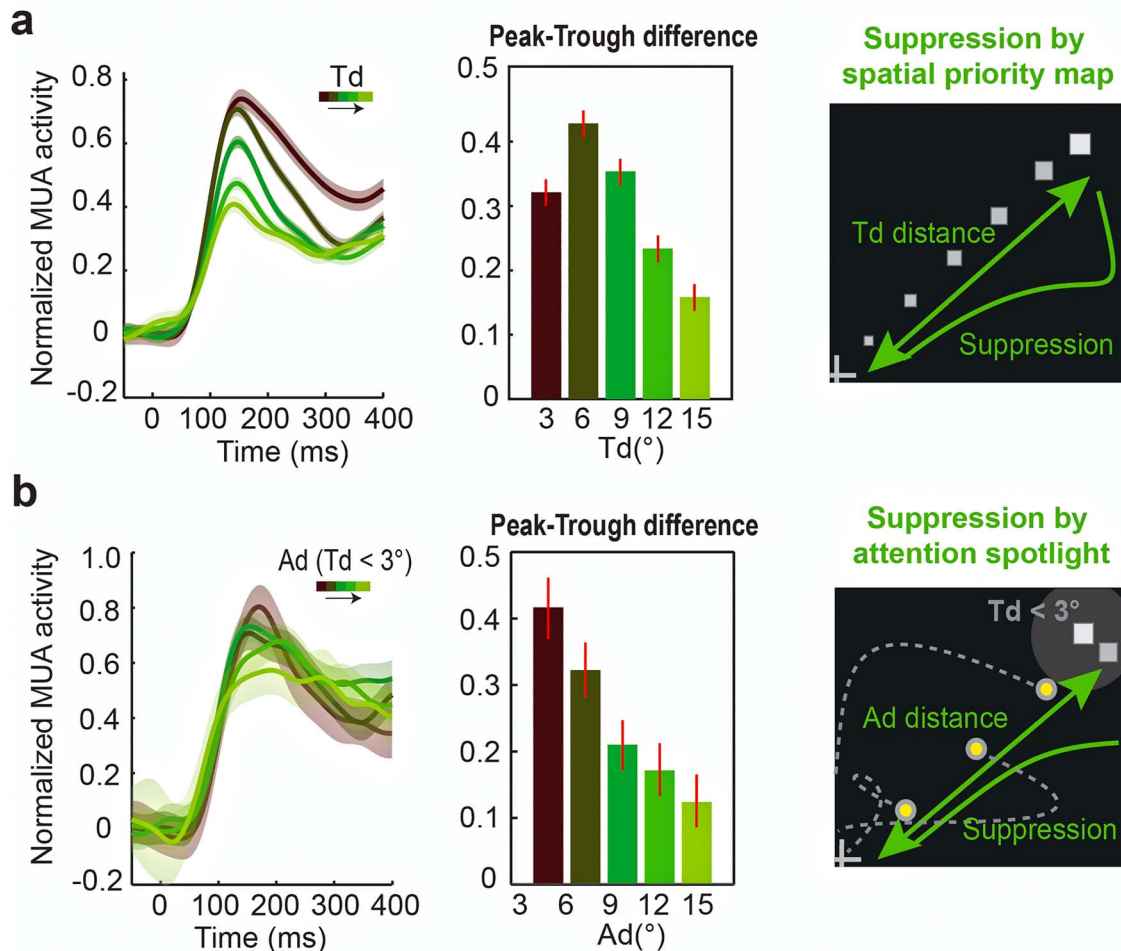 a
Normalized MUA activity
0.8
0.6
0.4
0.2
0
-0.2
0 100 200 300 400
Time (ms)
Td
Peak-Trough difference
0.5
0.4
0.3
0.2
0.1
0
3 6 9 12 15
Td(°)
Suppression by
spatial priority map
Td distance
Suppression
b
Normalized MUA activity
1.0
0.8
0.6
0.4
0.2
0
-0.2
0 100 200 300 400
Time (ms)
Ad (Td < 3°)
Peak-Trough difference
0.5
0.4
0.3
0.2
0.1
0
3 6 9 12 15
Ad(°)
Suppression by
attention spotlight
Td < 3°
Ad distance
Suppression